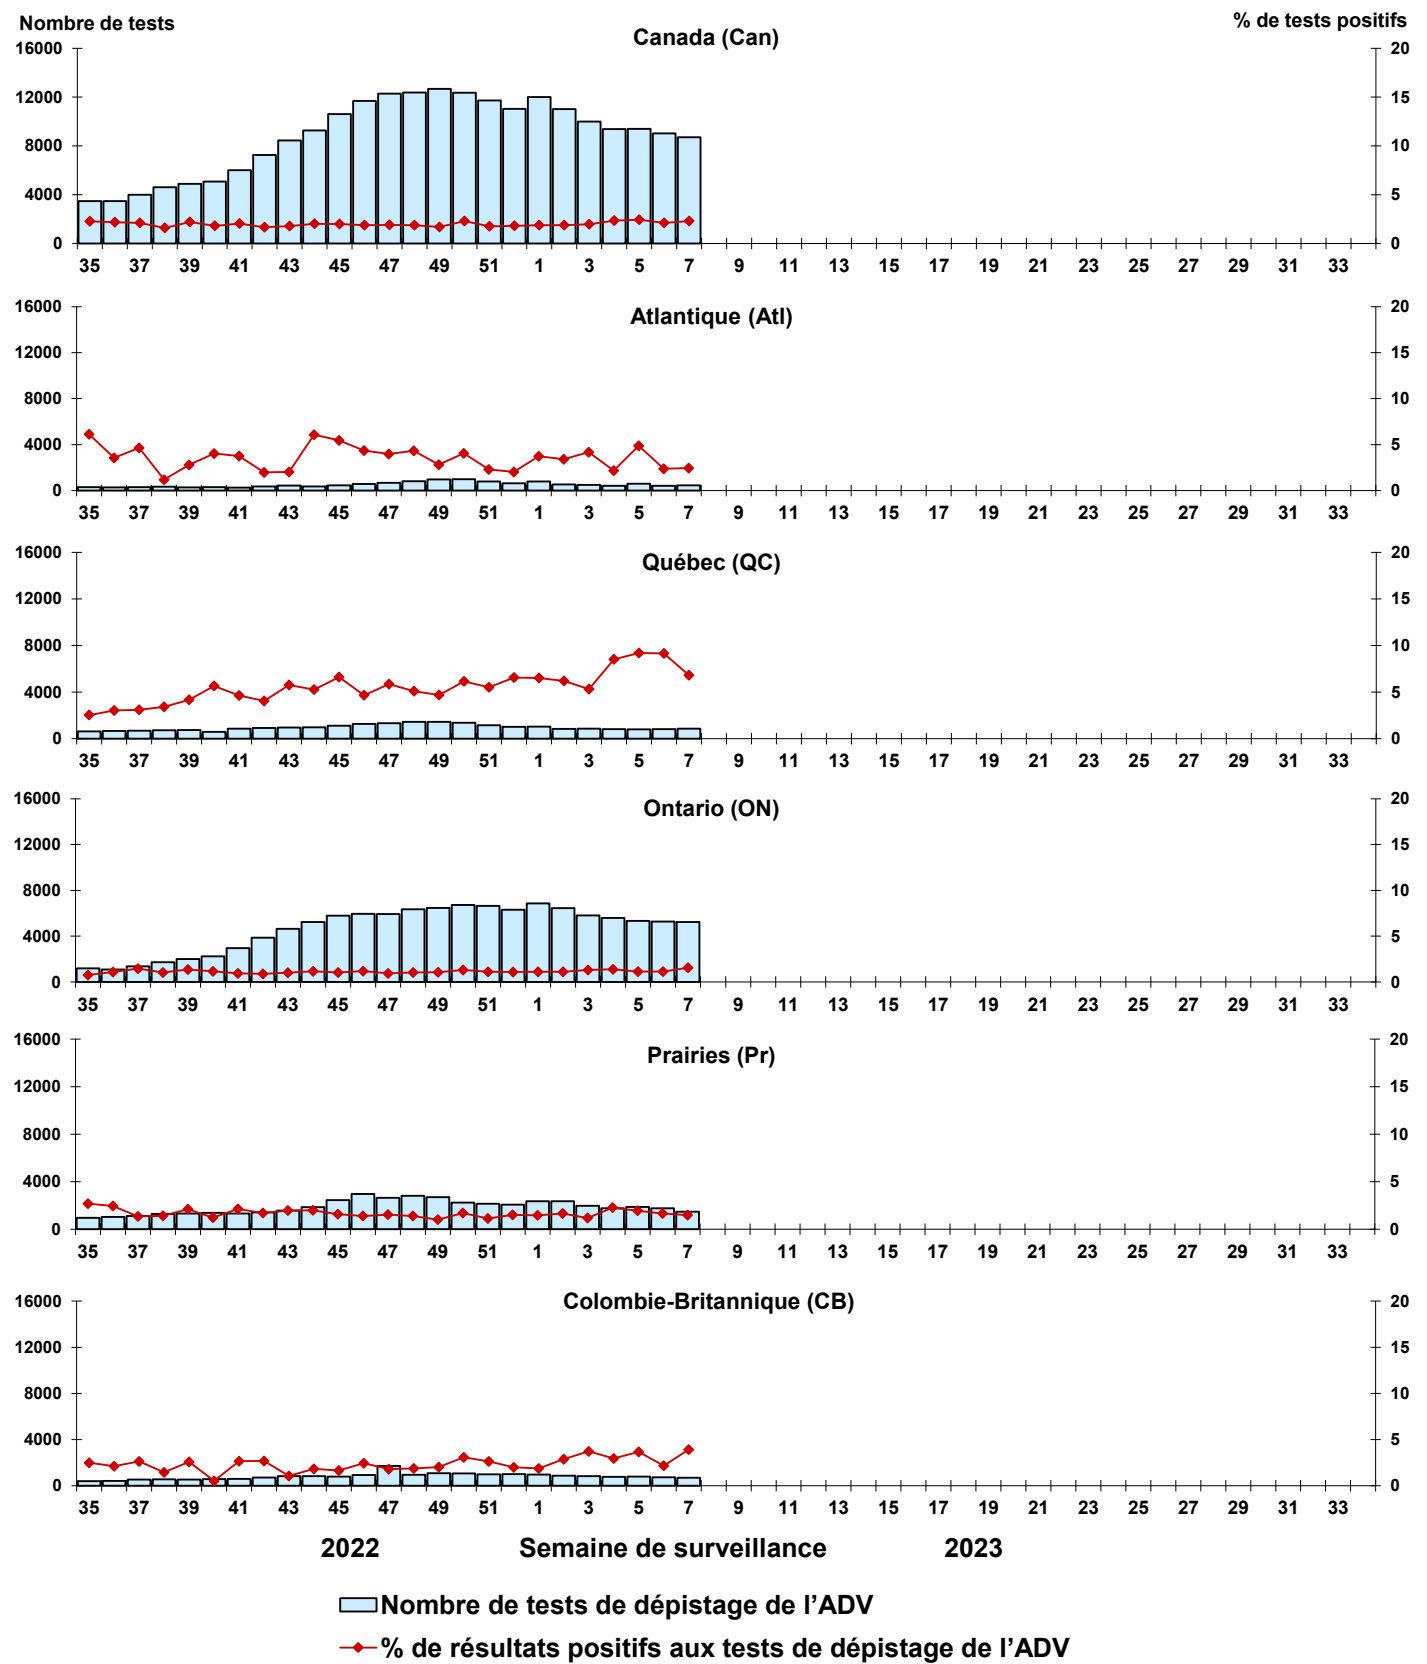 Nombre de tests
% de tests positifs
Canada (Can)
16000 20
12000 15
8000 10
4000 5
0 0
35 37 39 41 43 45 47 49 51 1 3 5 7 9 11 13 15 17 19 21 23 25 27 29 31 33
Atlantique (Atl)
16000 20
12000 15
8000 10
4000 5
0 0
35 37 39 41 43 45 47 49 51 1 3 5 7 9 11 13 15 17 19 21 23 25 27 29 31 33
Québec (QC)
16000 20
12000 15
8000 10
4000 5
0 0
35 37 39 41 43 45 47 49 51 1 3 5 7 9 11 13 15 17 19 21 23 25 27 29 31 33
Ontario (ON)
16000 20
12000 15
8000 10
4000 5
0 0
35 37 39 41 43 45 47 49 51 1 3 5 7 9 11 13 15 17 19 21 23 25 27 29 31 33
Prairies (Pr)
16000 20
12000 15
8000 10
4000 5
0 0
35 37 39 41 43 45 47 49 51 1 3 5 7 9 11 13 15 17 19 21 23 25 27 29 31 33
Colombie-Britannique (CB)
16000 20
12000 15
8000 10
4000 5
0 0
35 37 39 41 43 45 47 49 51 1 3 5 7 9 11 13 15 17 19 21 23 25 27 29 31 33
2022 Semaine de surveillance 2023
Nombre de tests de dépistage de l’ADV
% de résultats positifs aux tests de dépistage de l’ADV